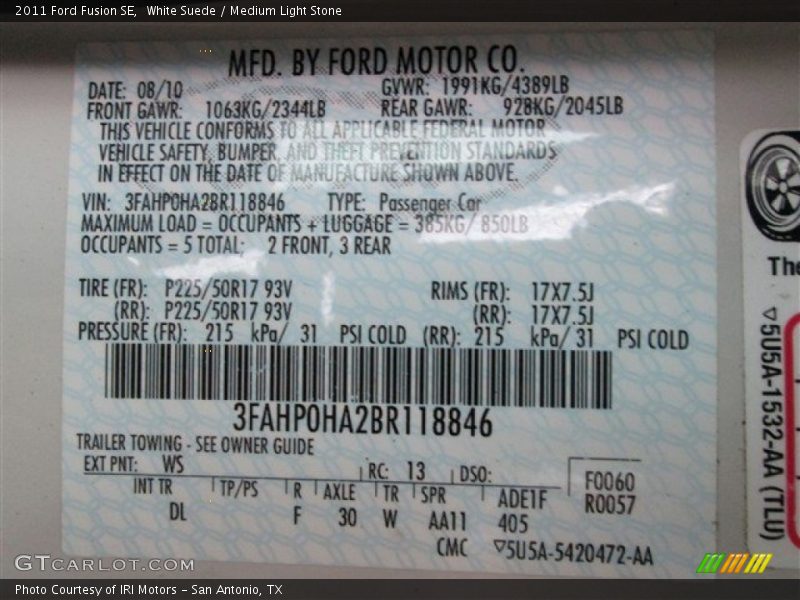 2011 Ford Fusion SE, White Suede / Medium Light Stone
MFD. BY FORD MOTOR CO.
DATE: 08/10 GVWR: 1991KG/4389LB
FRONT GAWR: 1063KG/2344LB REAR GAWR: 928KG/2045LB
THIS VEHICLE CONFORMS TO ALL APPLICABLE FEDERAL MOTOR
VEHICLE SAFETY, BUMPER, AND THEFT PREVENTION STANDARDS
IN EFFECT ON THE DATE OF MANUFACTURE SHOWN ABOVE.
VIN: 3FAHP0HA2BR118846 TYPE: Passenger Car
MAXIMUM LOAD = OCCUPANTS + LUGGAGE = 385KG/ 850LB
OCCUPANTS = 5 TOTAL: 2 FRONT, 3 REAR
TIRE (FR): P225/50R17 93V RIMS (FR): 17X7.5J
(RR): P225/50R17 93V (RR): 17X7.5J
PRESSURE (FR): 215 kPa/ 31 PSI COLD (RR): 215 kPa/ 31 PSI COLD
3FAHP0HA2BR118846
TRAILER TOWING - SEE OWNER GUIDE
EXT PNT: WS RC: 13 DSO: F0060
R0057
INT TR TP/PS R AXLE TR SPR ADE1F
DL F 30 W AA11 405
CMC ▽5U5A-5420472-AA
The
▽5U5A-1532-AA (TLU)
GTCARLOT.COM
Photo Courtesy of IRI Motors – San Antonio, TX